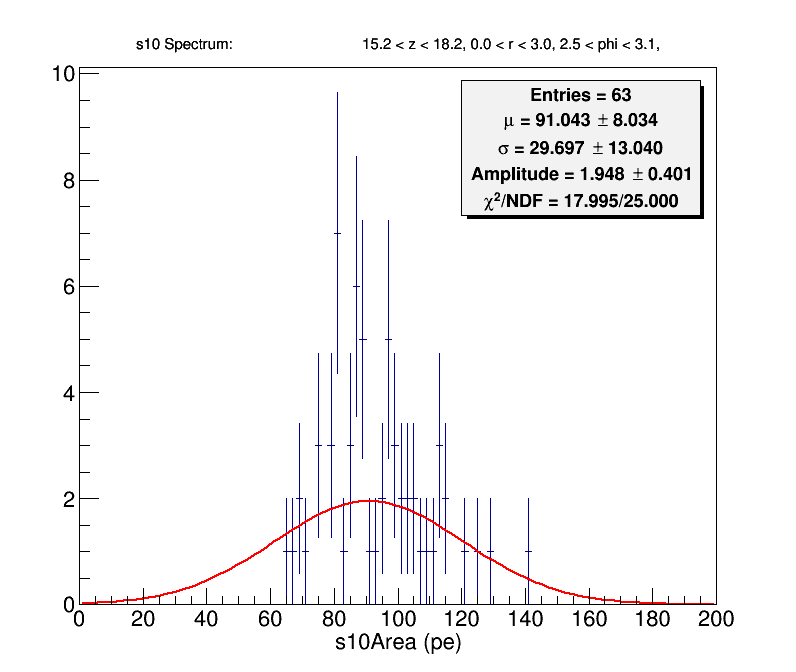 s10 Spectrum: 15.2 < z < 18.2, 0.0 < r < 3.0, 2.5 < phi < 3.1,
Entries = 63
μ = 91.043 ± 8.034
σ = 29.697 ± 13.040
Amplitude = 1.948 ± 0.401
χ²/NDF = 17.995/25.000
10
8
6
4
2
0
0 20 40 60 80 100 120 140 160 180 200
s10Area (pe)